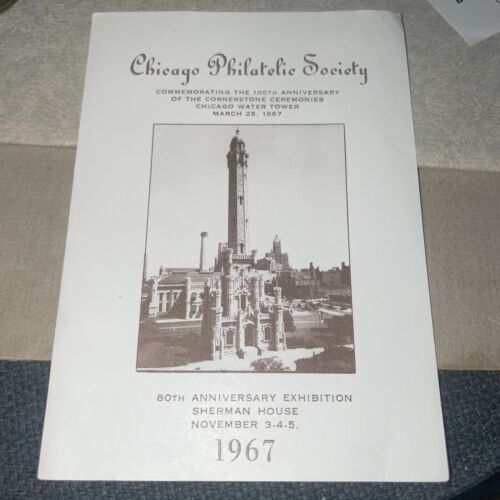 Chicago Philatelic Society
COMMEMORATING THE 100TH ANNIVERSARY
OF THE CORNERSTONE CEREMONIES
CHICAGO WATER TOWER
MARCH 25, 1867
80TH ANNIVERSARY EXHIBITION
SHERMAN HOUSE
NOVEMBER 3-4-5,
1967